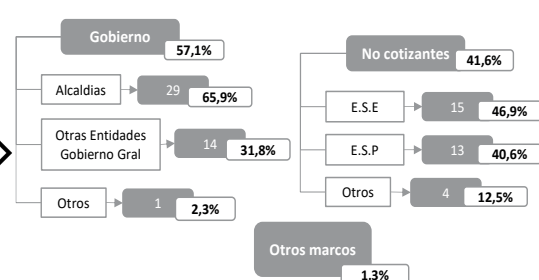 Gobierno
57,1%
Alcaldias
29
65,9%
Otras Entidades
Gobierno Gral
14
31,8%
Otros
1
2,3%
No cotizantes
41,6%
E.S.E
15
46,9%
E.S.P
13
40,6%
Otros
4
12,5%
Otros marcos
1,3%